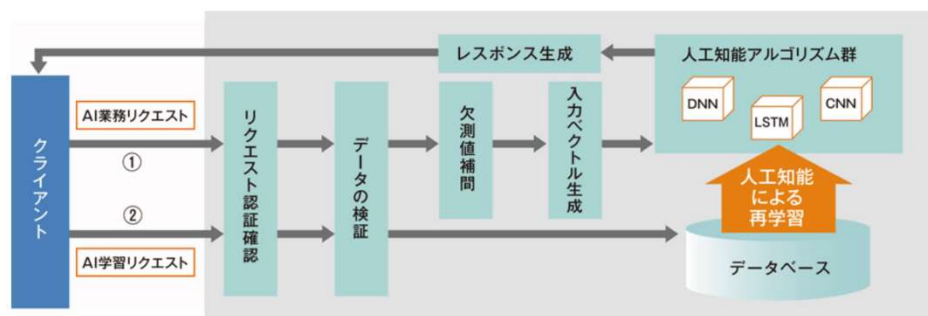 レスポンス生成
人工知能アルゴリズム群
DNN
LSTM
CNN
クライアント
AI業務リクエスト
①
②
AI学習リクエスト
リクエスト認証確認
データの検証
欠測値補間
入力ベクトル生成
人工知能
による
再学習
データベース